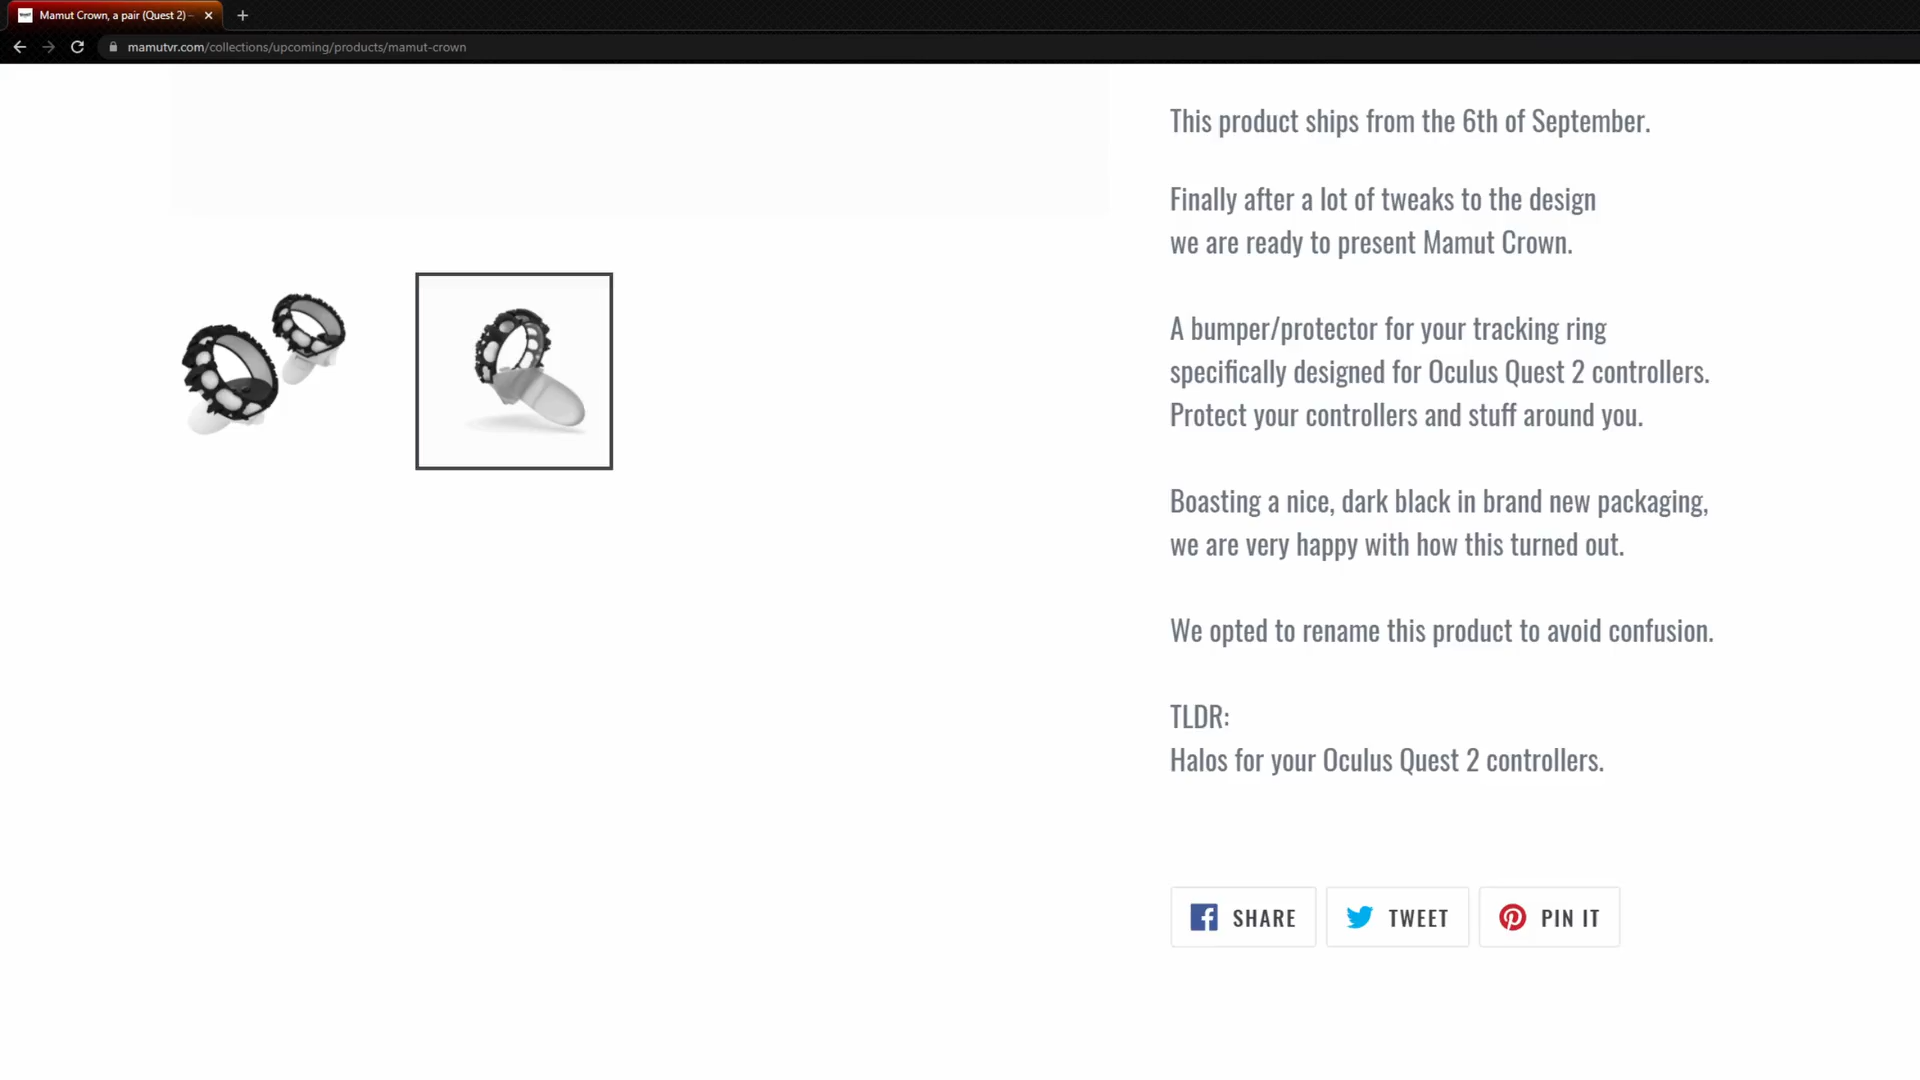 Mamut Crown, a pair (Quest 2) –
mamutvr.com/collections/upcoming/products/mamut-crown
This product ships from the 6th of September.
Finally after a lot of tweaks to the design
we are ready to present Mamut Crown.
A bumper/protector for your tracking ring
specifically designed for Oculus Quest 2 controllers.
Protect your controllers and stuff around you.
Boasting a nice, dark black in brand new packaging,
we are very happy with how this turned out.
We opted to rename this product to avoid confusion.
TLDR:
Halos for your Oculus Quest 2 controllers.
SHARE TWEET PIN IT